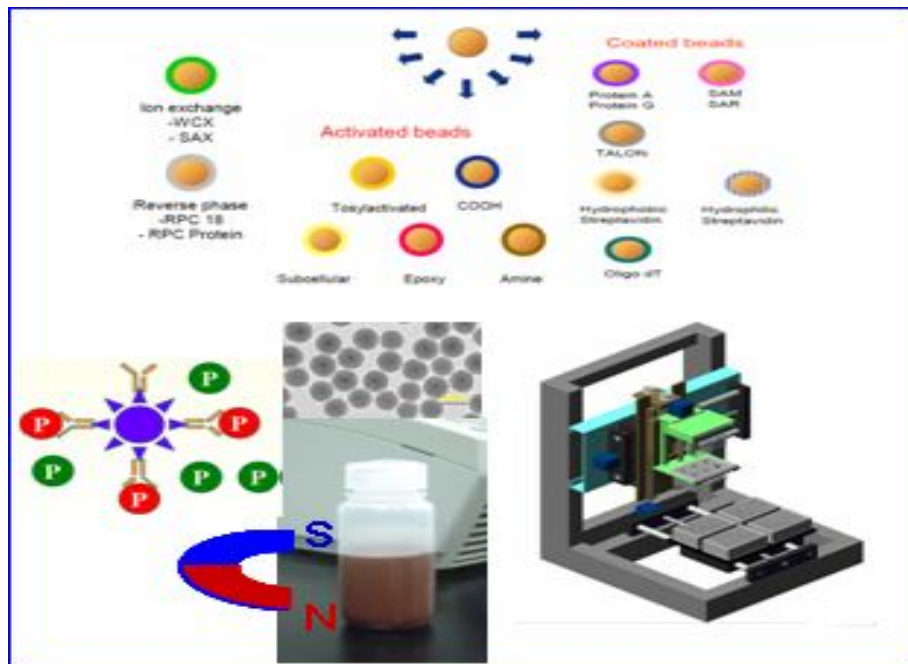 Coated beads
Ion exchange
-WCX
- SAX
Reverse phase
-RPC 18
- RPC Protein
Activated beads
Tosylactivated
COOH
Subcellular
Epoxy
Amine
Protein A
Protein G
SAM
SAR
TALON
Hydrophobic
Streptavidin
Hydrophilic
Streptavidin
Oligo dT
P
P
P
P
P
P
P
S
N